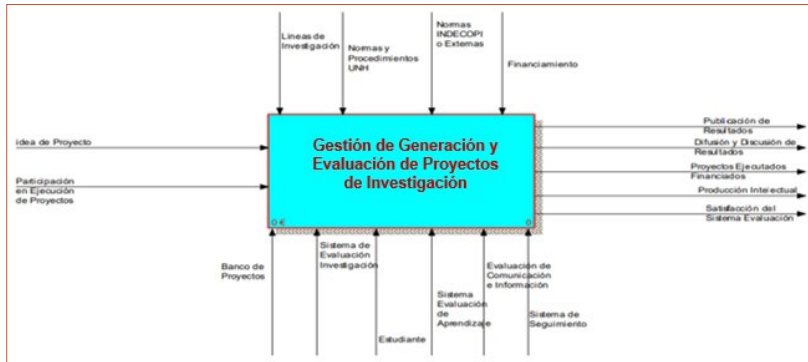 Lineas de
Investigación
Normas y
Procedimientos
UNH
Normas
INDECOPI
o Externas
Financiamiento
idea de Proyecto
Participación
en Ejecución
de Proyectos
Gestión de Generación y
Evaluación de Proyectos
de Investigación
0 €
0
Publicación de
Resultados
Difusión y Discusión de
Resultados
Proyectos Ejecutados
Financiados
Producción Intelectual
Satisfacción del
Sistema Evaluación
Banco de
Proyectos
Sistema de
Evaluación
Investigación
Estudiante
Sistema
Evaluación
de
Aprendizaje
Evaluación de
Comunicación
e Información
Sistema de
Seguimiento